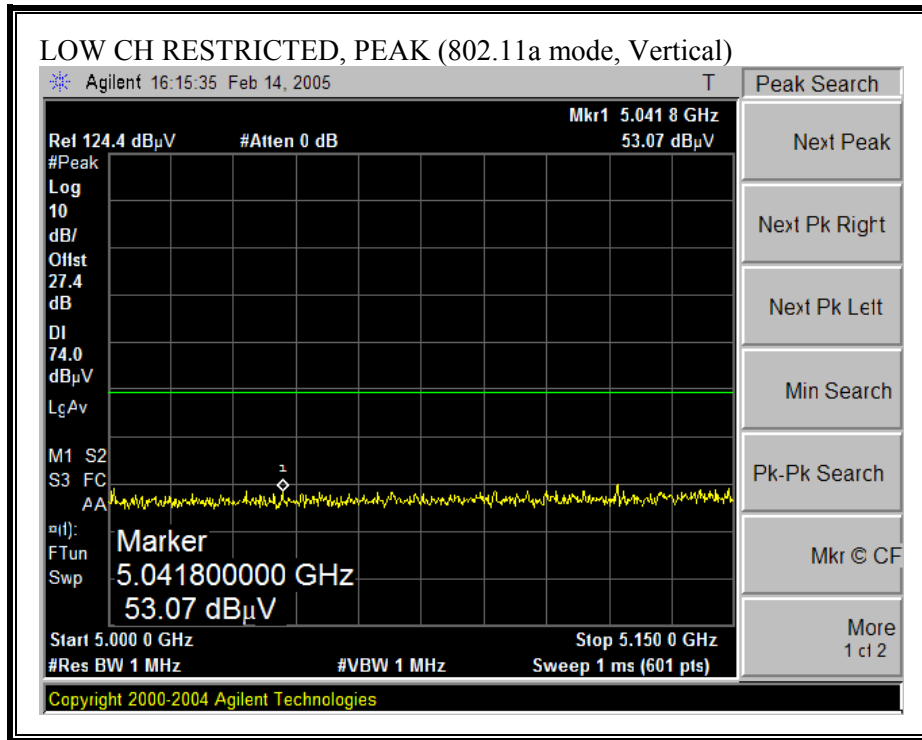 LOW CH RESTRICTED, PEAK (802.11a mode, Vertical)
Agilent 16:15:35 Feb 14, 2005 T
Peak Search
Mkr1 5.041 8 GHz
Ref 124.4 dBµV #Atten 0 dB 53.07 dBµV
#Peak
Log
10
dB/
Offst
27.4
dB
DI
74.0
dBµV
LgAv
M1 S2
S3 FC
AA
¤(f):
FTun
Swp
1
Marker
5.041800000 GHz
53.07 dBµV
Start 5.000 0 GHz Stop 5.150 0 GHz
#Res BW 1 MHz #VBW 1 MHz Sweep 1 ms (601 pts)
Copyright 2000-2004 Agilent Technologies
Next Peak
Next Pk Right
Next Pk Left
Min Search
Pk-Pk Search
Mkr © CF
More
1 of 2